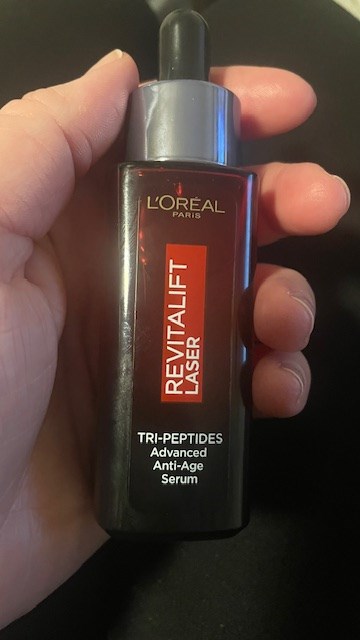 L'ORÉAL
PARIS
REVITALIFT
LASER
TRI-PEPTIDES
Advanced
Anti-Age
Serum